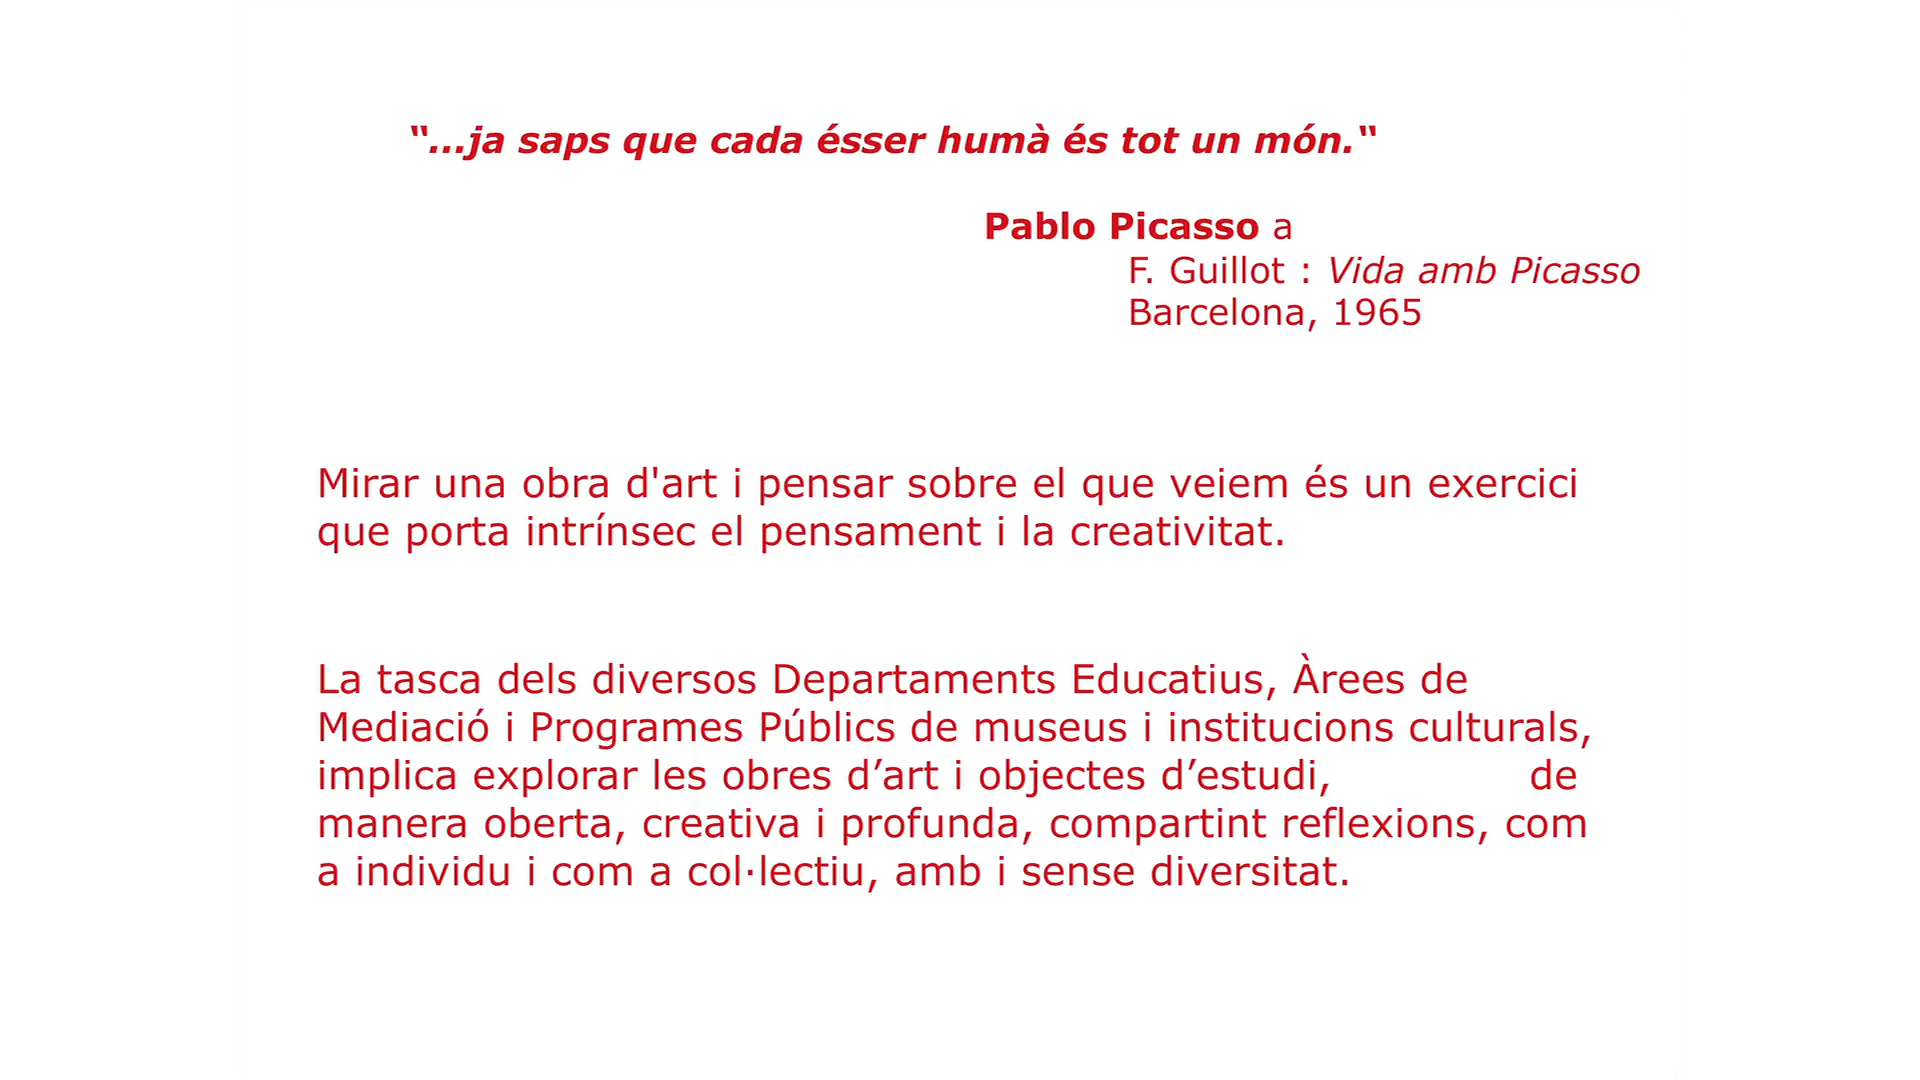 “…ja saps que cada ésser humà és tot un món.“
Pablo Picasso a
F. Guillot : Vida amb Picasso
Barcelona, 1965
Mirar una obra d'art i pensar sobre el que veiem és un exercici
que porta intrínsec el pensament i la creativitat.
La tasca dels diversos Departaments Educatius, Àrees de
Mediació i Programes Públics de museus i institucions culturals,
implica explorar les obres d’art i objectes d’estudi, de
manera oberta, creativa i profunda, compartint reflexions, com
a individu i com a col·lectiu, amb i sense diversitat.